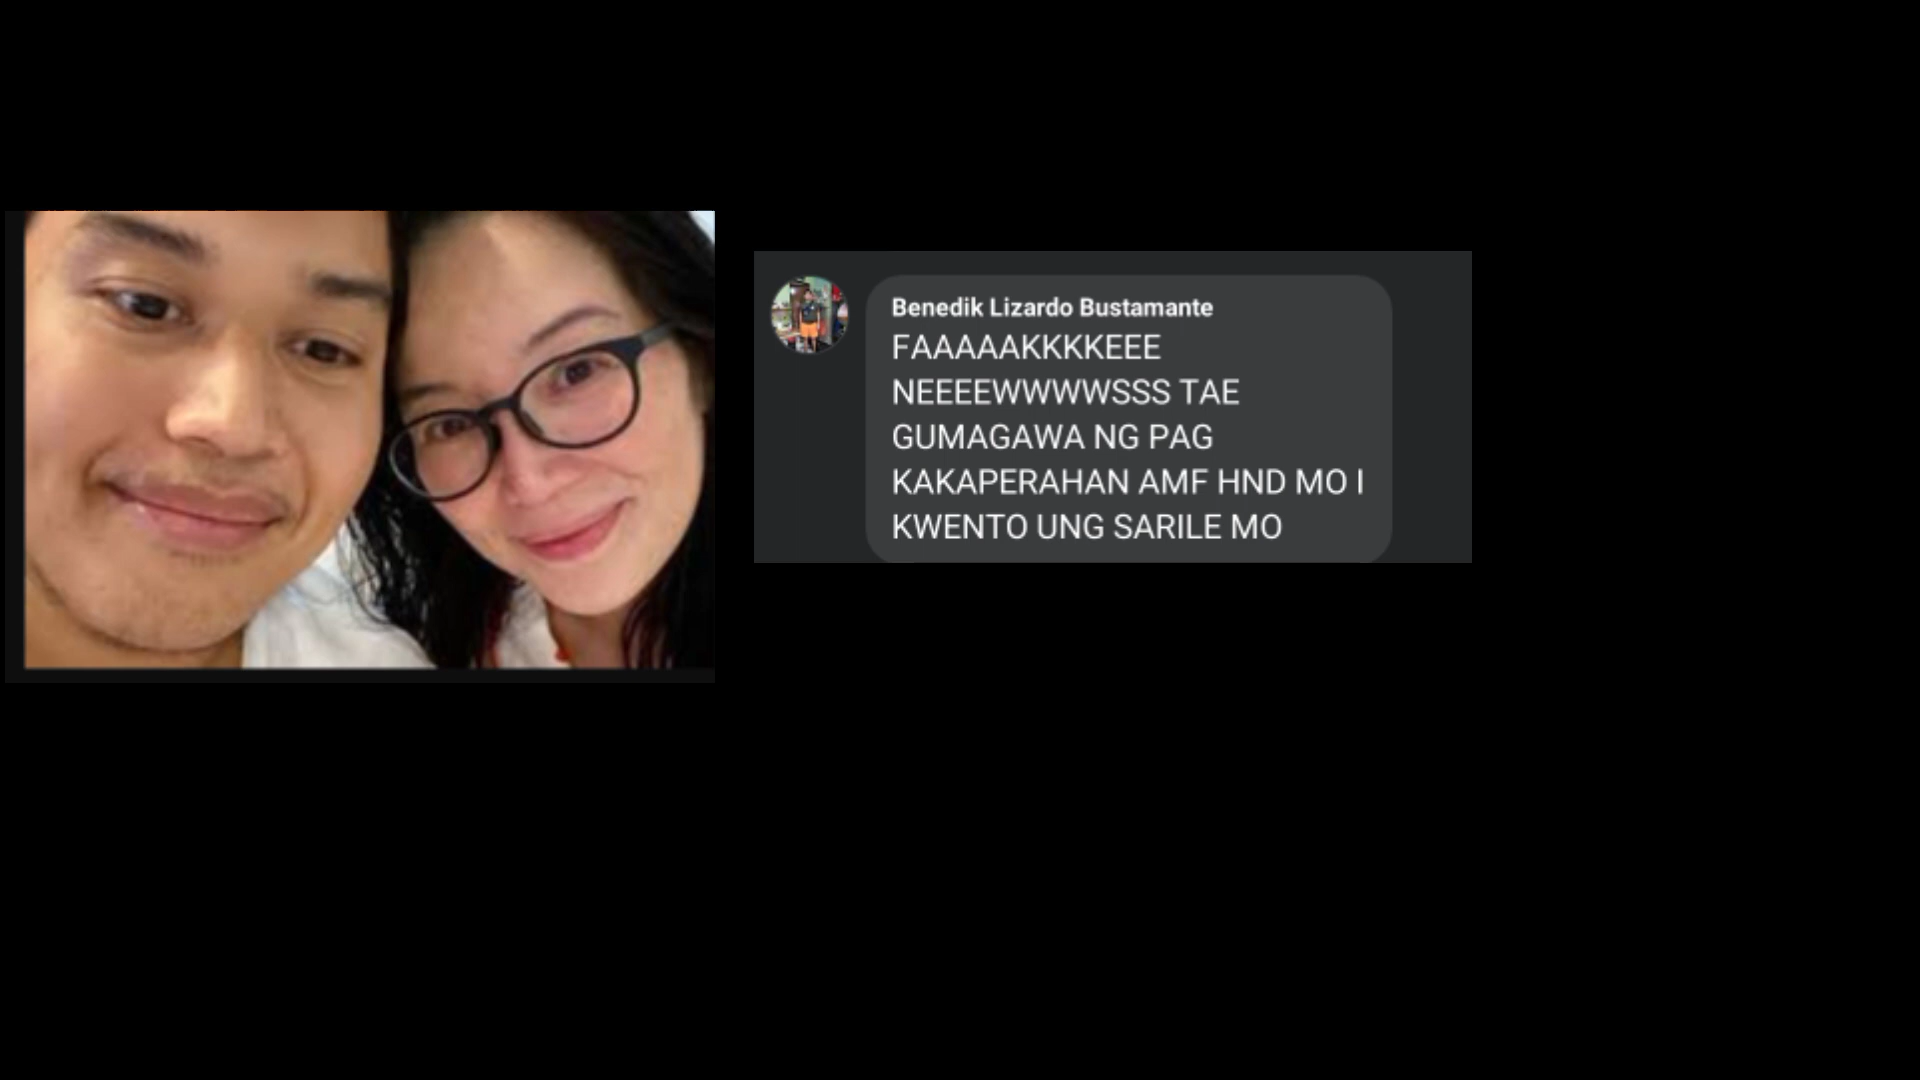 Benedik Lizardo Bustamante
FAAAAAKKKKEEE
NEEEEWWWWSSS TAE
GUMAGAWA NG PAG
KAKAPERAHAN AMF HND MO I
KWENTO UNG SARILE MO